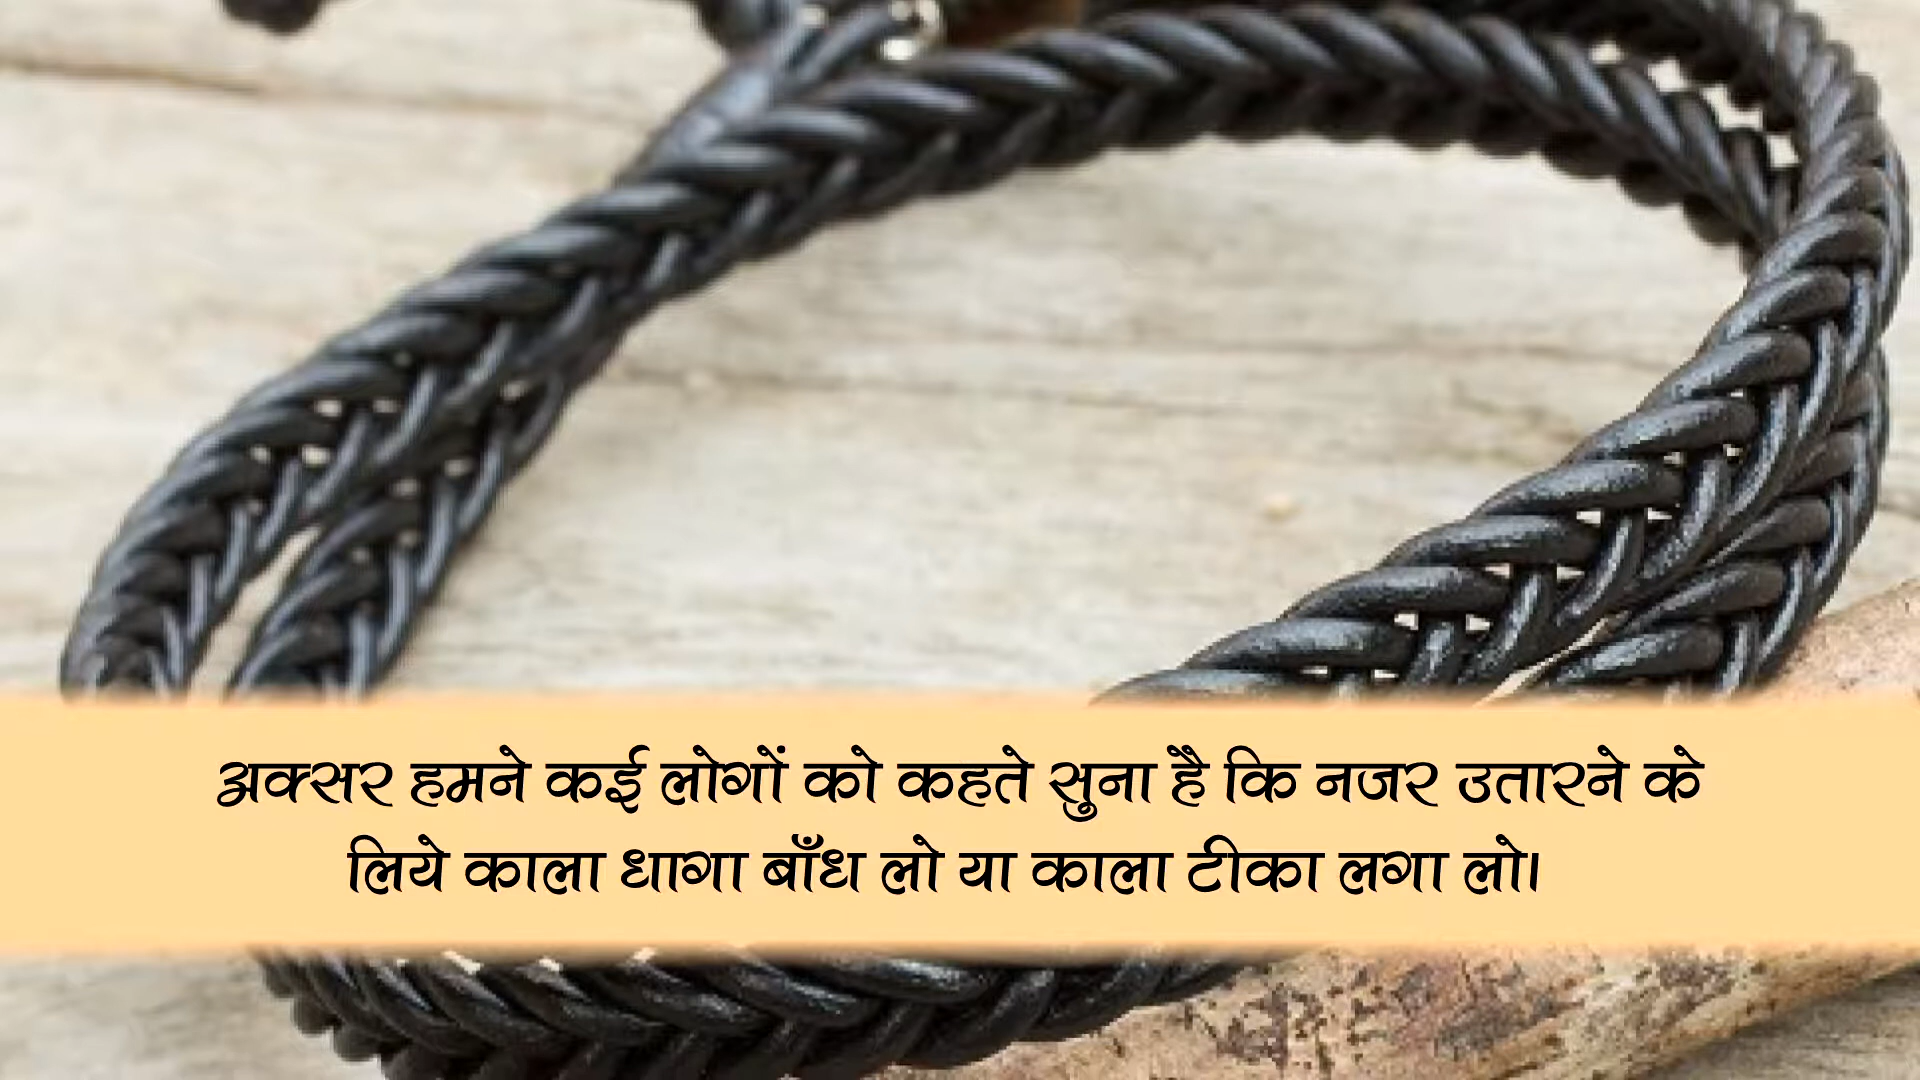 अक्सर हमने कई लोगों को कहते सुना है कि नजर उतारने के
लिये काला धागा बाँध लो या काला टीका लगा लो।